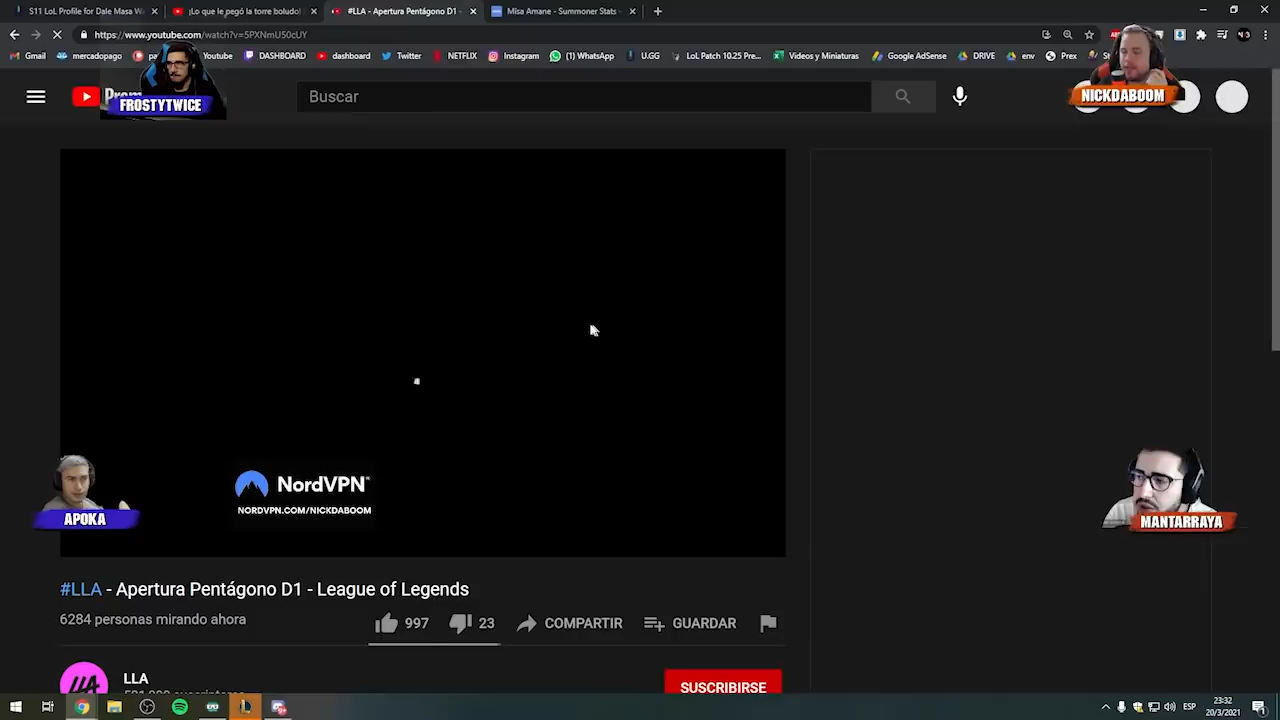 S11 LoL Profile for Dale Masa W
¡Lo que le pegó la torre boludo!
#LLA - Apertura Pentágono D1 -
Misa Amane - Summoner Stats -
https://www.youtube.com/watch?v=5PXNmU50cUY
Gmail
mercadopago
Youtube
DASHBOARD
dashboard
Twitter
NETFLIX
Instagram
(1) WhatsApp
U.GG
LoL Patch 10.25 Pre...
Videos y Miniaturas
Google AdSense
DRIVE
env
Prex
FROSTYTWICE
Buscar
NICKDABOOM
NordVPN
NORDVPN.COM/NICKDABOOM
APOKA
MANTARRAYA
#LLA - Apertura Pentágono D1 - League of Legends
6284 personas mirando ahora
997
23
COMPARTIR
GUARDAR
LLA
SUSCRIBIRSE
ESP
23:32
20/3/2021